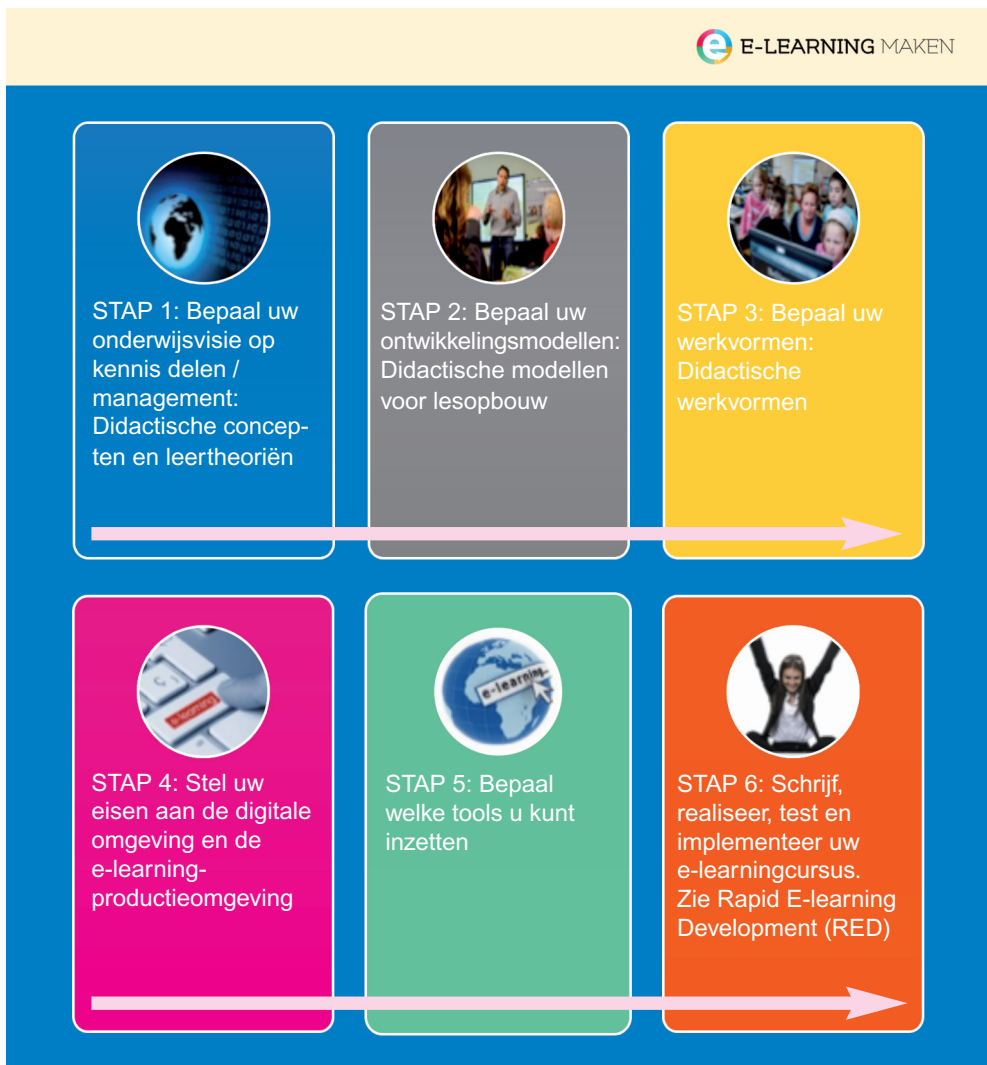 E-LEARNING MAKEN
STAP 1: Bepaal uw
onderwijsvisie op
kennis delen /
management:
Didactische concep-
ten en leertheoriën
STAP 2: Bepaal uw
ontwikkelingsmodellen:
Didactische modellen
voor lesopbouw
STAP 3: Bepaal uw
werkvormen:
Didactische
werkvormen
e-learning
STAP 4: Stel uw
eisen aan de digitale
omgeving en de
e-learning-
productieomgeving
e-learning...
STAP 5: Bepaal
welke tools u kunt
inzetten
STAP 6: Schrijf,
realiseer, test en
implementeer uw
e-learningcursus.
Zie Rapid E-learning
Development (RED)